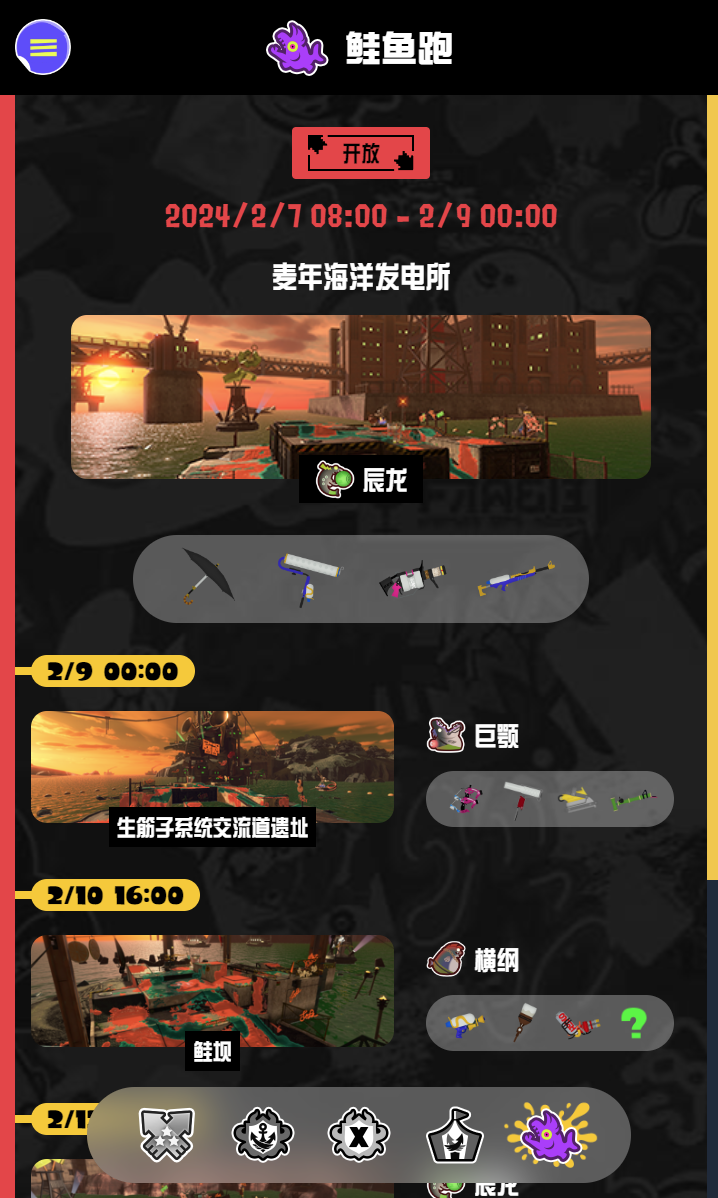 鲑鱼跑
开放
2024/2/7 08:00 - 2/9 00:00
麦年海洋发电所
辰龙
2/9 00:00
巨颚
生筋子系统交流道遗址
2/10 16:00
横纲
?
鲑坝
X
辰龙